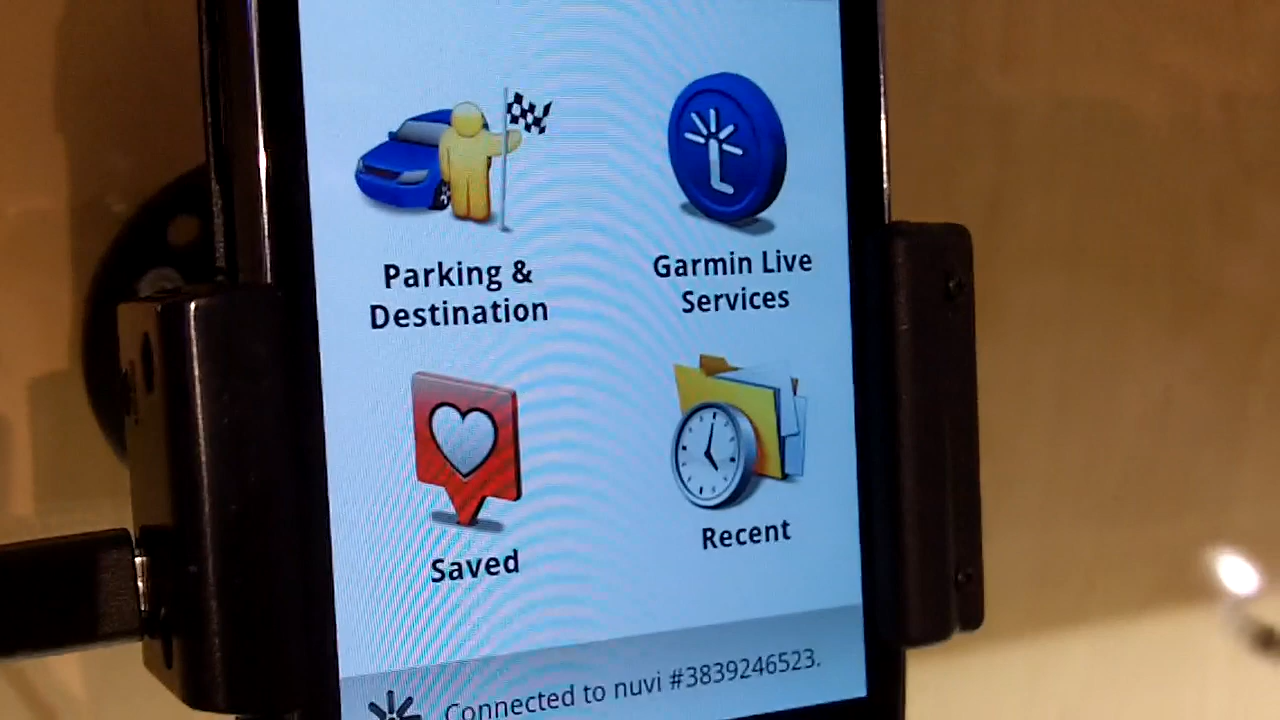 Parking &
Destination
Garmin Live
Services
Saved
Recent
Connected to nuvi #3839246523.